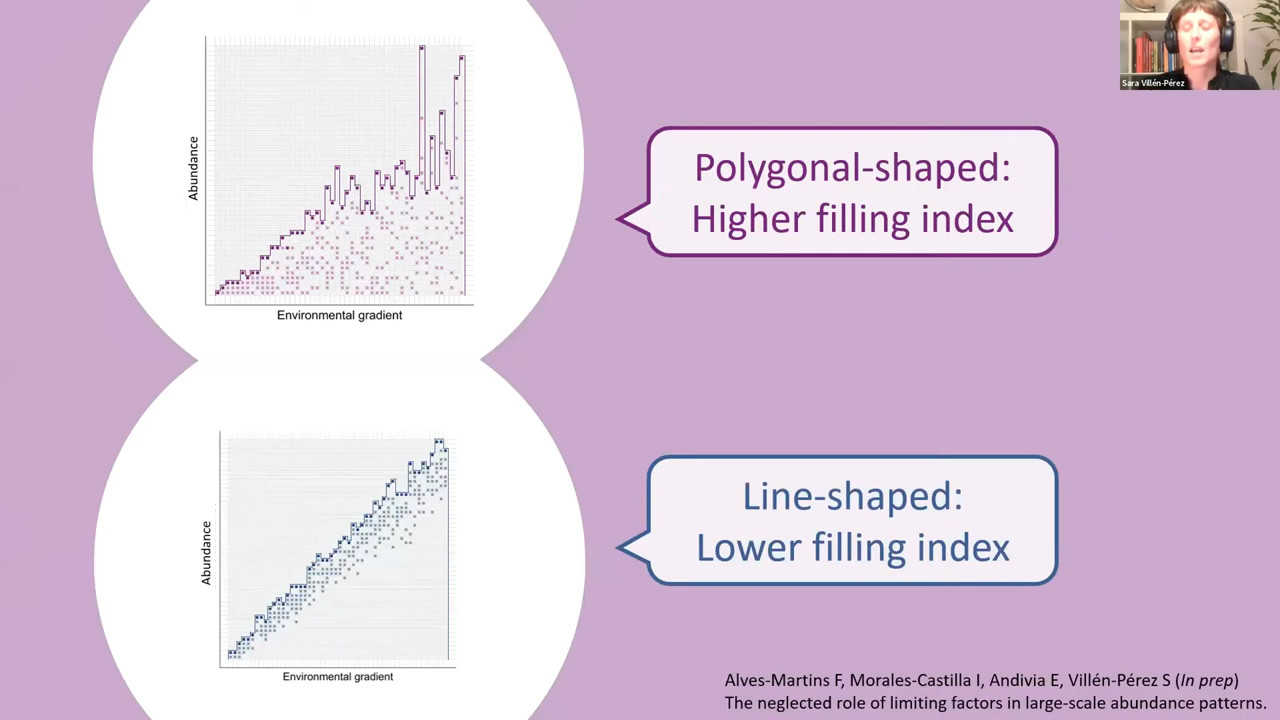 Sara Villén-Pérez
Abundance
Environmental gradient
Polygonal-shaped:
Higher filling index
Abundance
Environmental gradient
Line-shaped:
Lower filling index
Alves-Martins F, Morales-Castilla I, Andivia E, Villén-Pérez S (In prep)
The neglected role of limiting factors in large-scale abundance patterns.